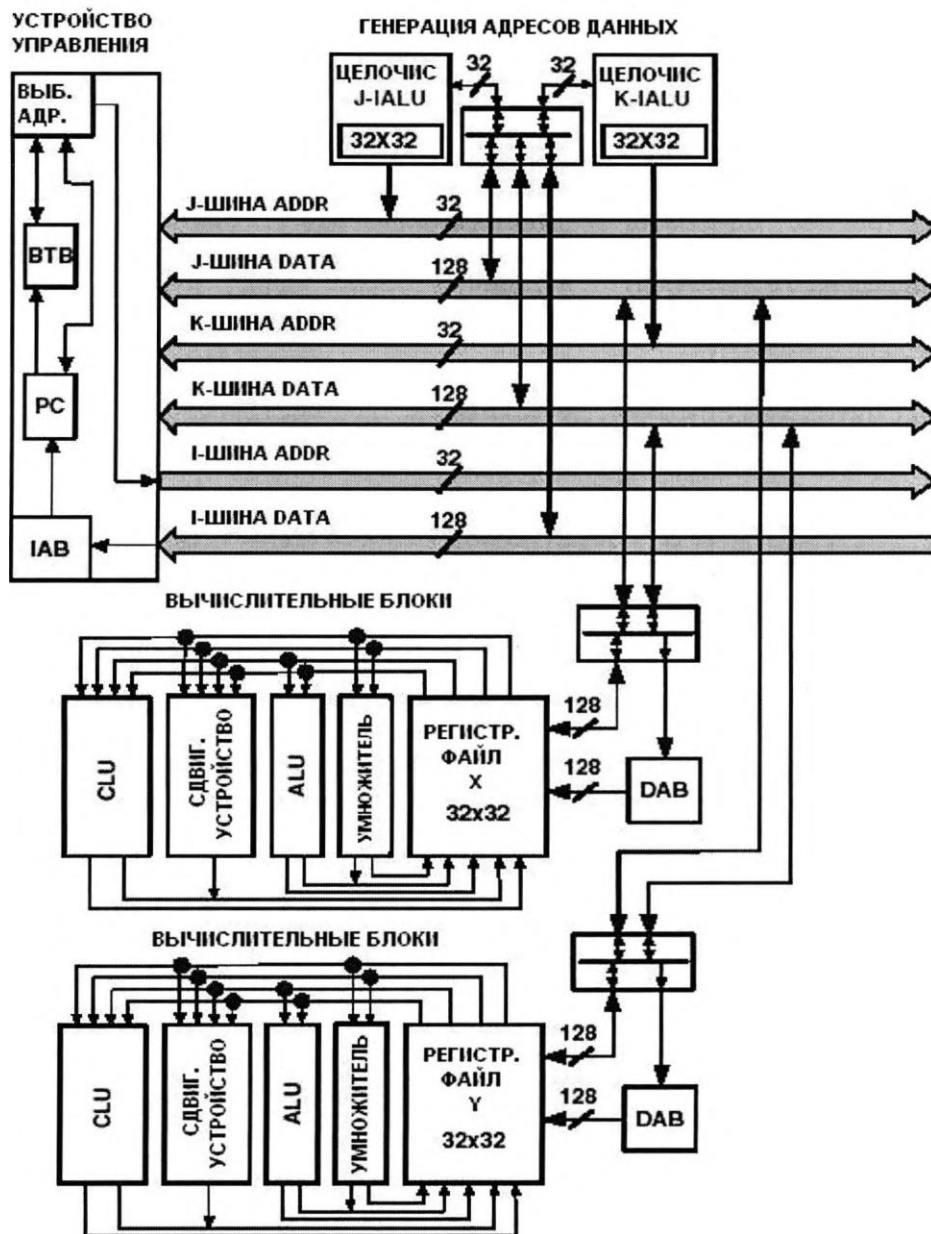 УСТРОЙСТВО
УПРАВЛЕНИЯ
ГЕНЕРАЦИЯ АДРЕСОВ ДАННЫХ
ВЫБ.
АДР.
BTB
PC
IAB
ЦЕЛОЧИС
J-IALU
32X32
32
32
ЦЕЛОЧИС
K-IALU
32X32
J-ШИНА ADDR
32
J-ШИНА DATA
128
K-ШИНА ADDR
32
K-ШИНА DATA
128
I-ШИНА ADDR
32
I-ШИНА DATA
128
ВЫЧИСЛИТЕЛЬНЫЕ БЛОКИ
CLU
СДВИГ.
УСТРОЙСТВО
ALU
УМНОЖИТЕЛЬ
РЕГИСТР.
ФАЙЛ
X
32x32
128
128
DAB
ВЫЧИСЛИТЕЛЬНЫЕ БЛОКИ
CLU
СДВИГ.
УСТРОЙСТВО
ALU
УМНОЖИТЕЛЬ
РЕГИСТР.
ФАЙЛ
Y
32x32
128
128
DAB